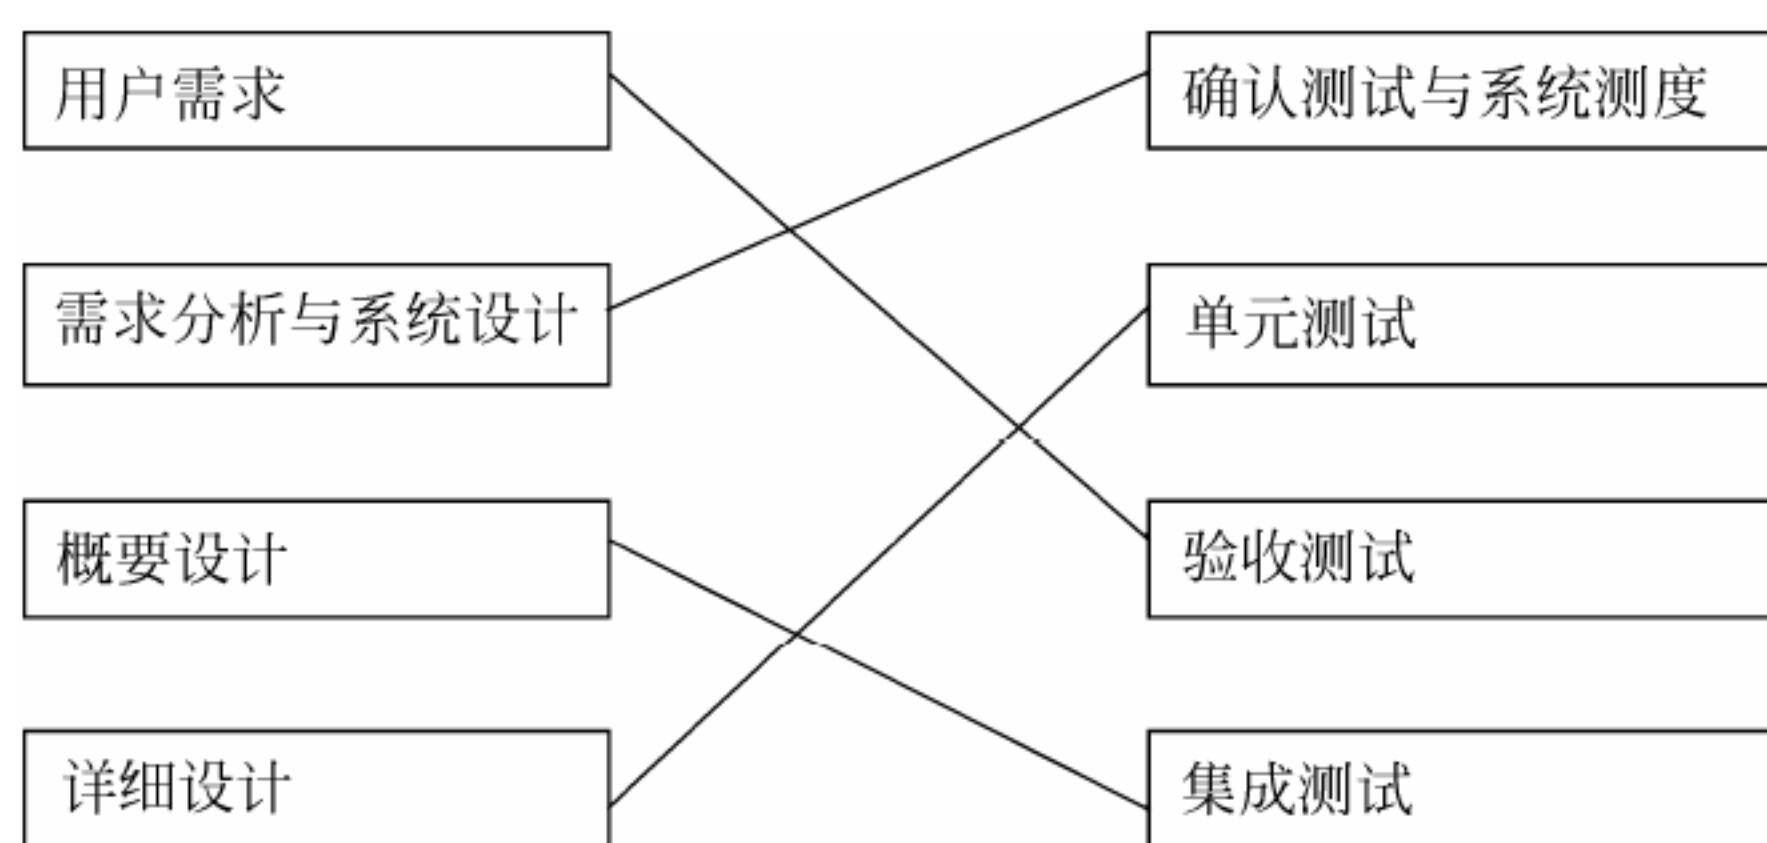 用户需求
确认测试与系统测度
需求分析与系统设计
单元测试
概要设计
验收测试
详细设计
集成测试